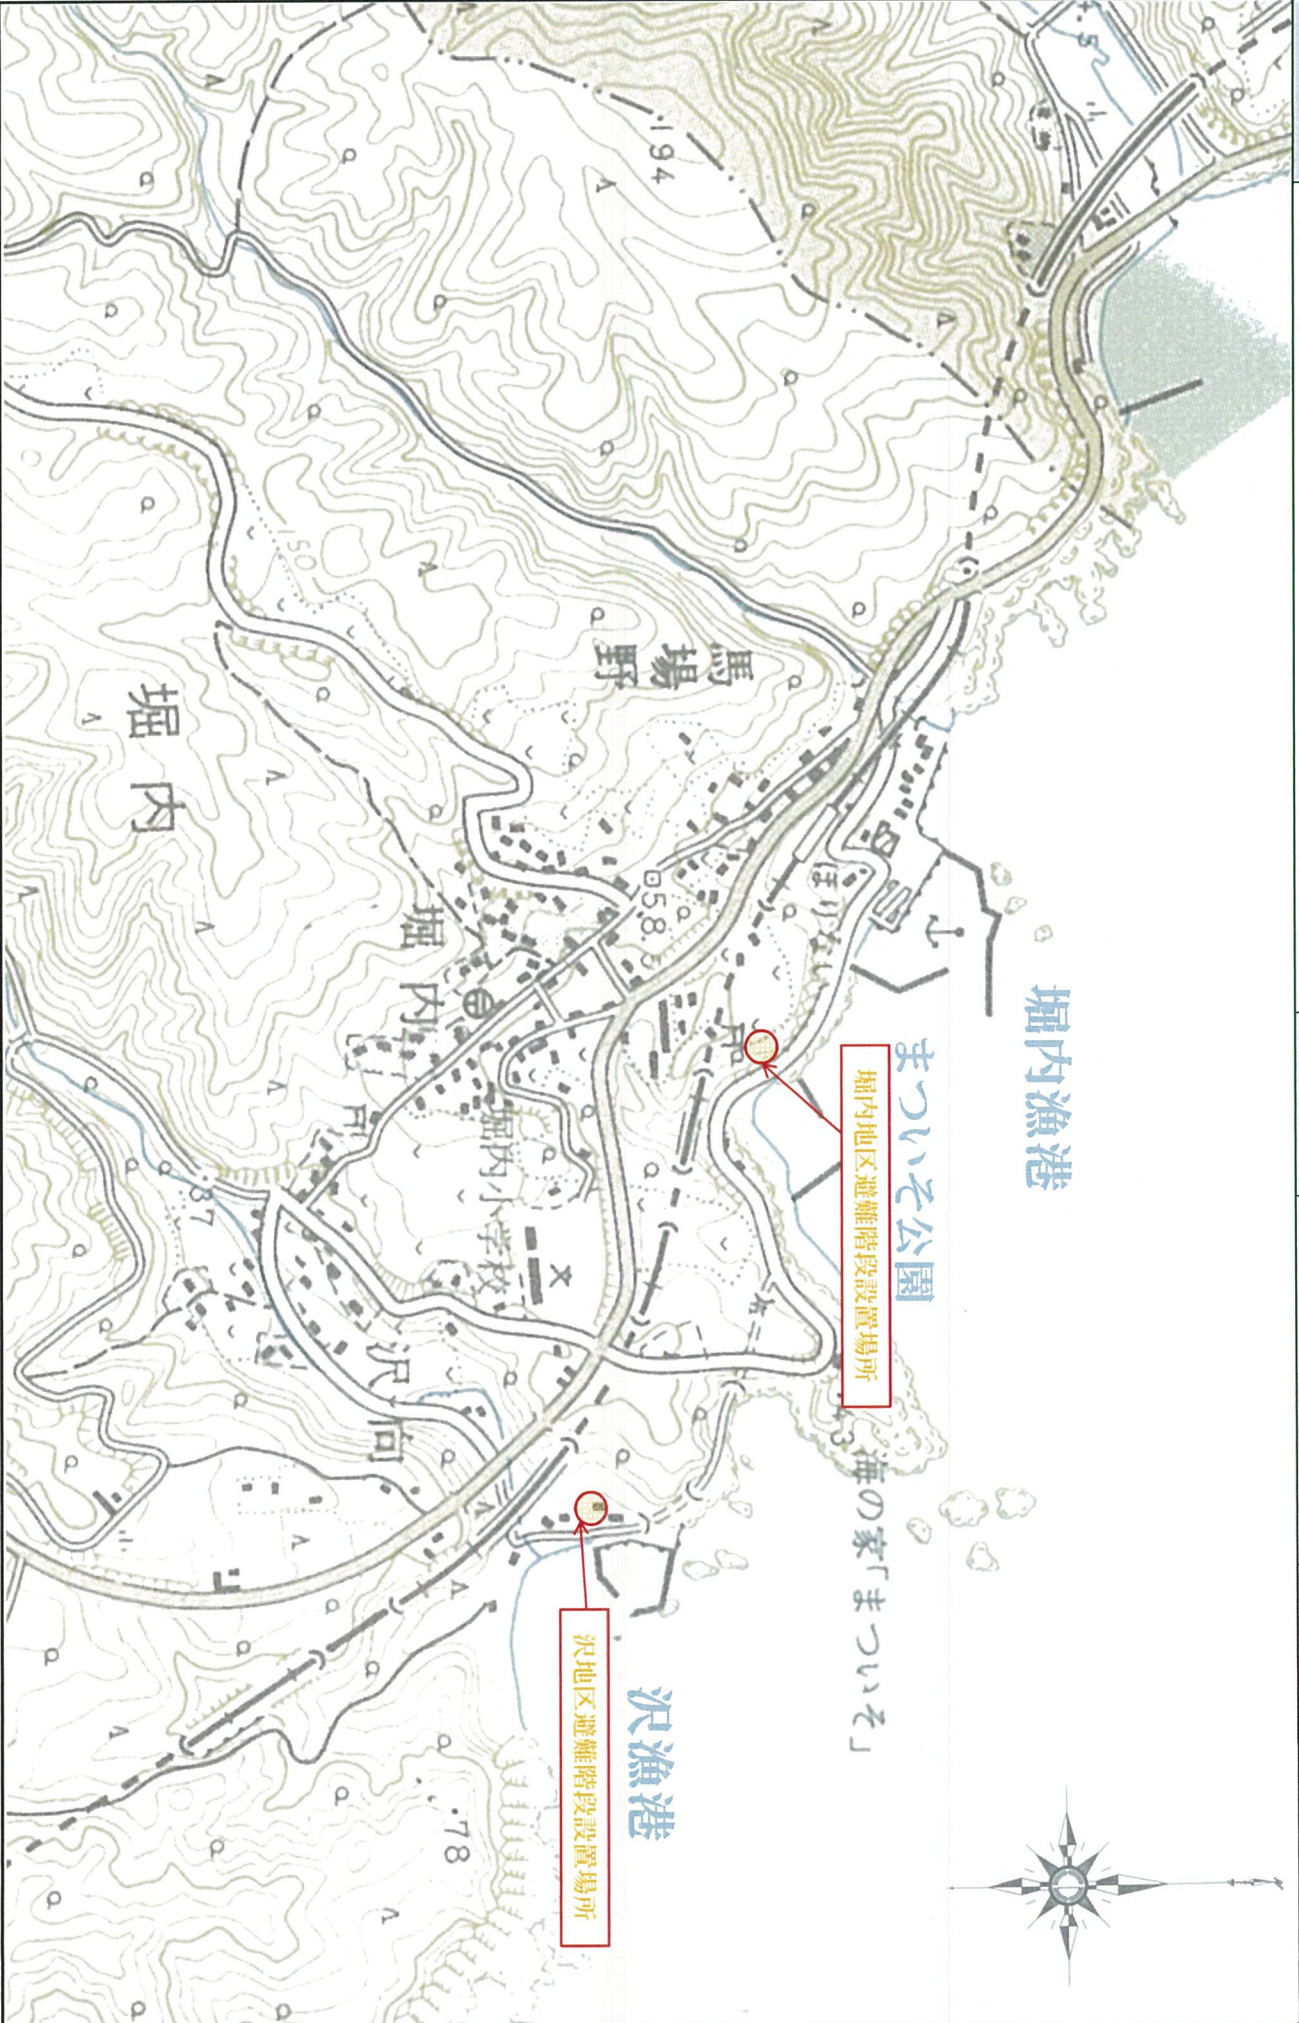 堀内漁港
まついそ公園
堀内地区避難階段設置場所
海の家「まついそ」
沢漁港
沢地区避難階段設置場所
194
馬場野
150
堀内
58
ほりない
堀内
堀内小学校
37
沢向
43
78